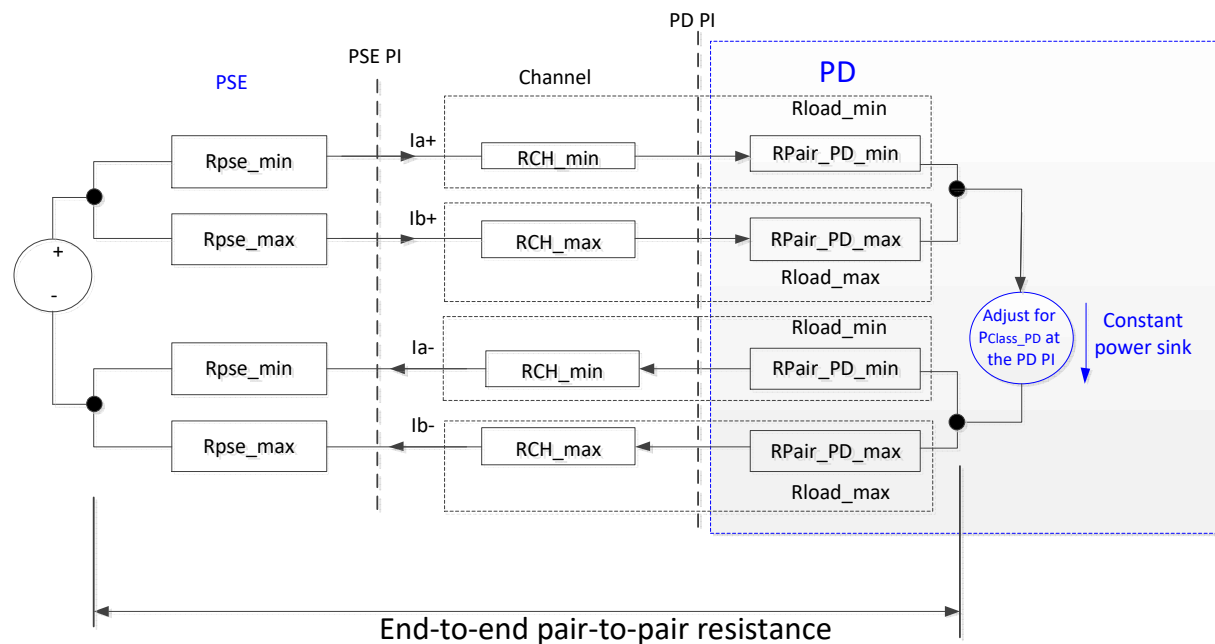 PD PI
PSE PI
PSE
Channel
PD
Rload_min
Ia+
Rpse_min
RCH_min
RPair_PD_min
Ib+
Rpse_max
RCH_max
RPair_PD_max
+
-
Rload_max
Adjust for
PClass_PD at
the PD PI
Constant
power sink
Rload_min
Ia-
Rpse_min
RCH_min
RPair_PD_min
Ib-
Rpse_max
RCH_max
RPair_PD_max
Rload_max
End-to-end pair-to-pair resistance